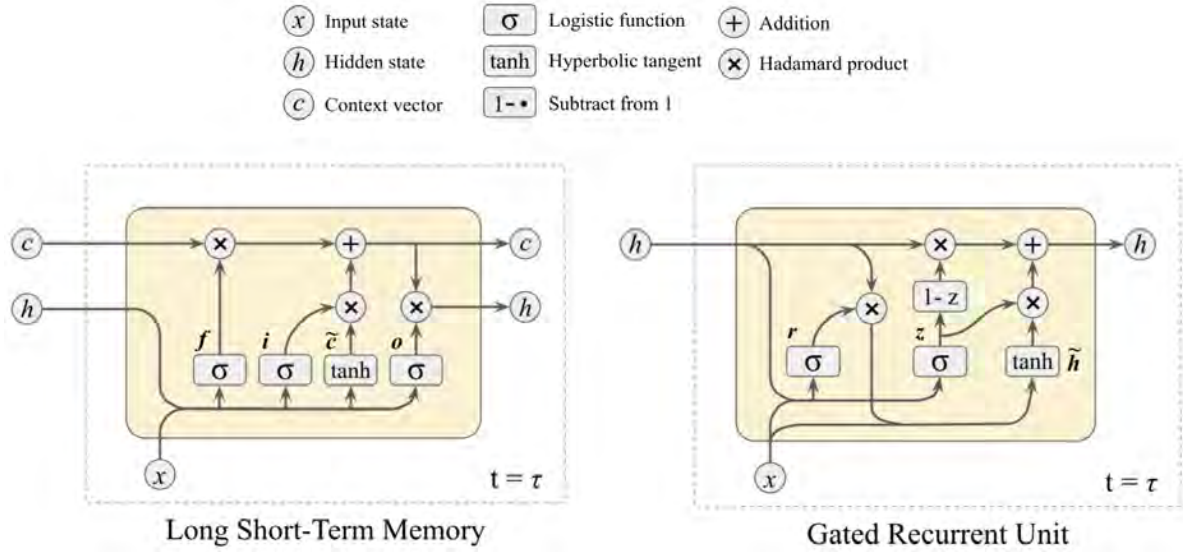 x Input state
σ Logistic function
+ Addition
h Hidden state
tanh Hyperbolic tangent
× Hadamard product
c Context vector
1-• Subtract from 1
c × + c
h × × h
f i c̃ o
σ σ tanh σ
x
t = τ
Long Short-Term Memory
h × + h
× 1- z ×
r z
σ σ tanh h̃
x
t = τ
Gated Recurrent Unit